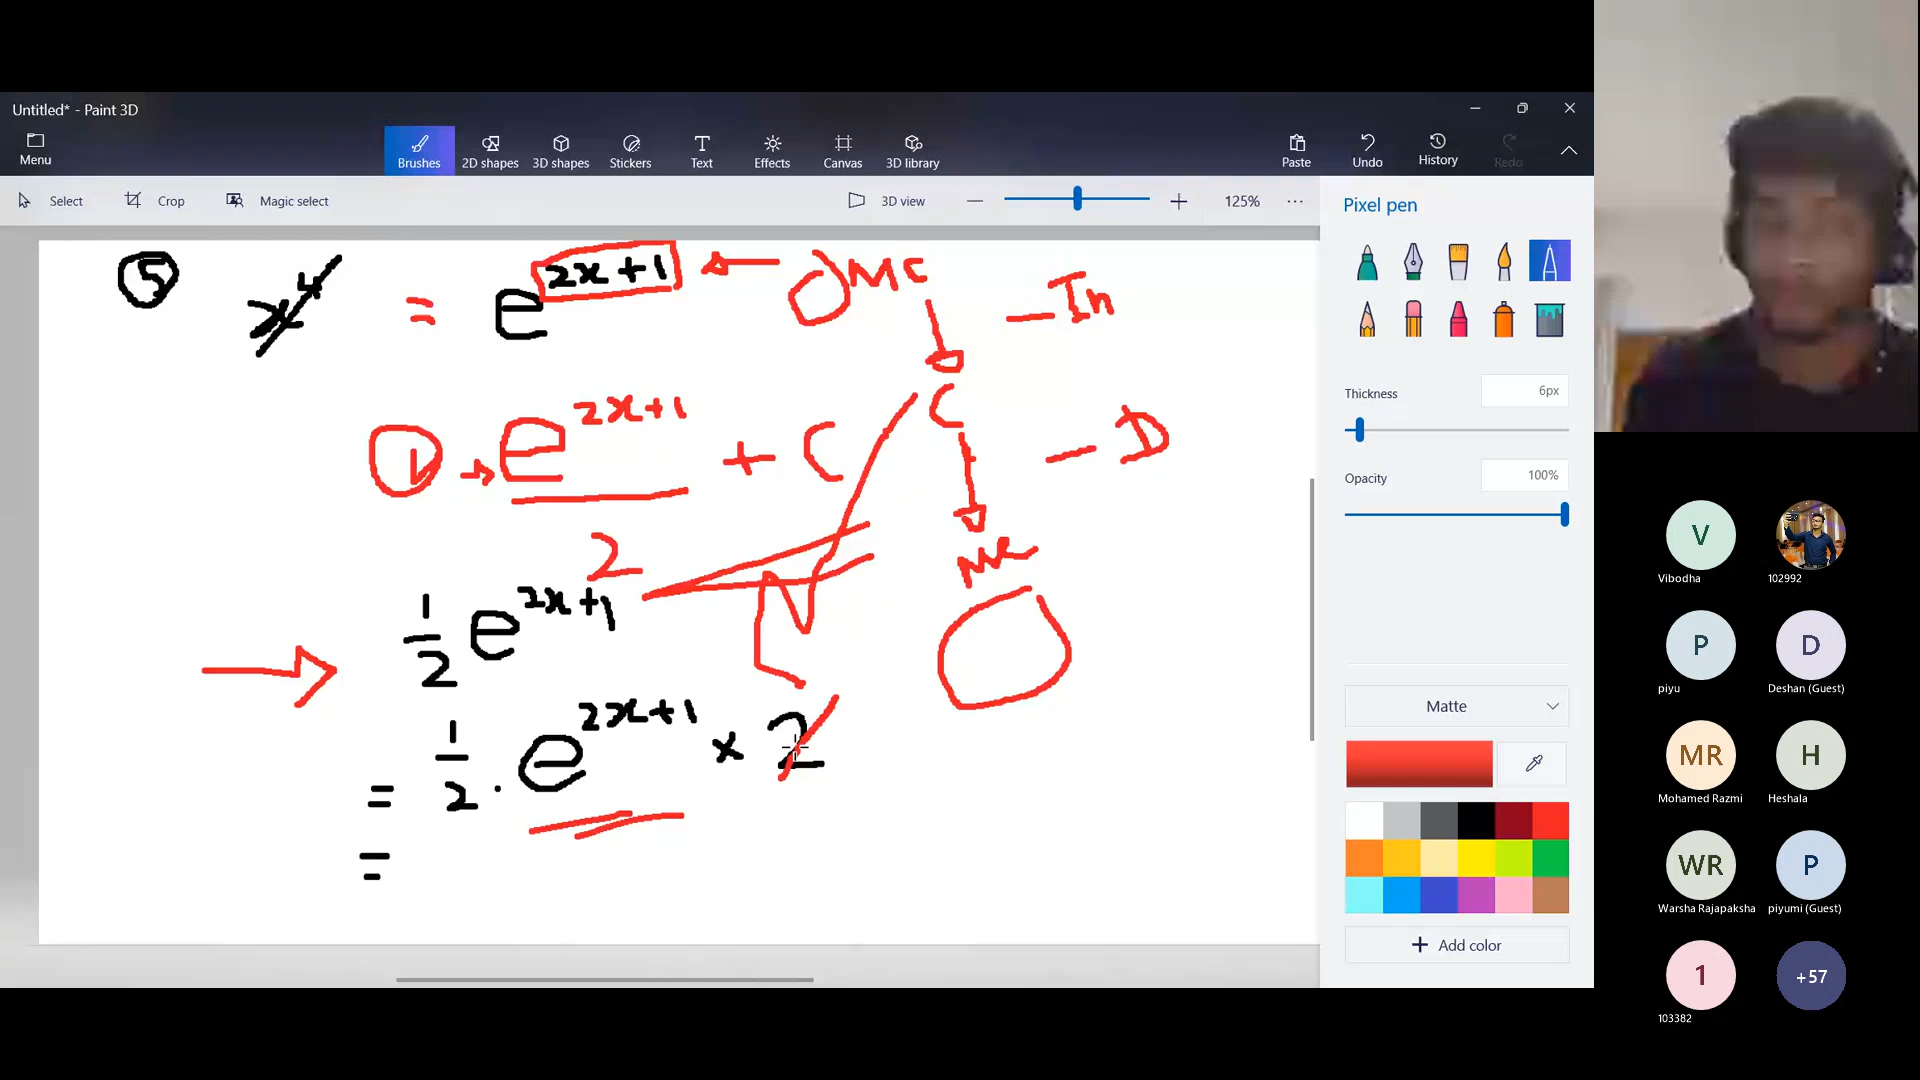 Untitled* - Paint 3D
Menu
Brushes 2D shapes 3D shapes Stickers Text Effects Canvas 3D library Paste Undo History Redo
Select Crop Magic select 3D view 125%
⑤ x⁴ = e^(2x+1) MC - In
① → e^(2x+1) + C C - D
2
1/2 e^(2x+1)
= 1/2 · e^(2x+1) × 2
=
Pixel pen
Thickness 6px
Opacity 100%
Matte
+ Add color
V
Vibodha 102992
P D
piyu Deshan (Guest)
MR H
Mohamed Razmi Heshala
WR P
Warsha Rajapaksha piyumi (Guest)
1 +57
103382